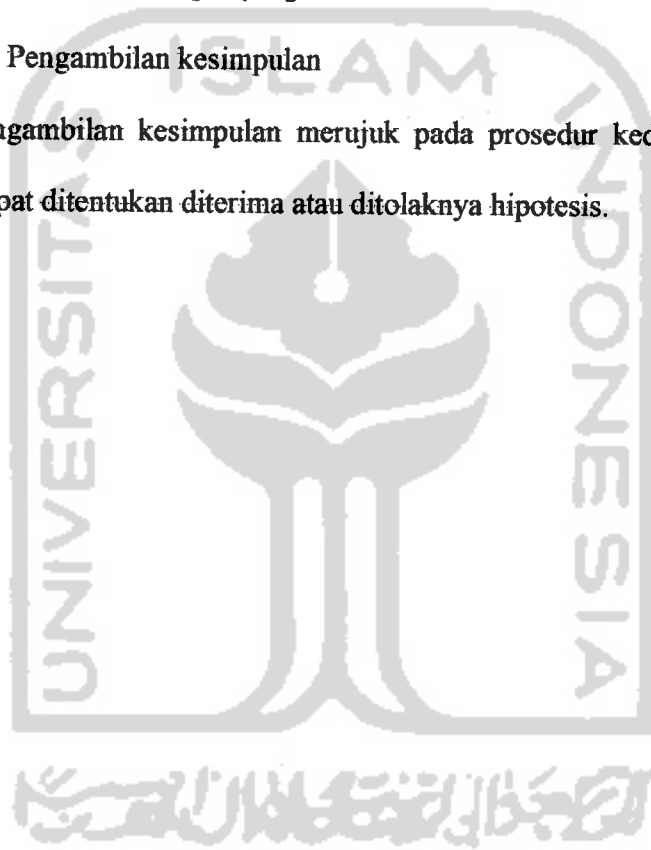 Pengambilan kesimpulan
ngambilan kesimpulan merujuk pada prosedur ked
pat ditentukan diterima atau ditolaknya hipotesis.
ISLAM
UNIVERSITAS
INDONESIA